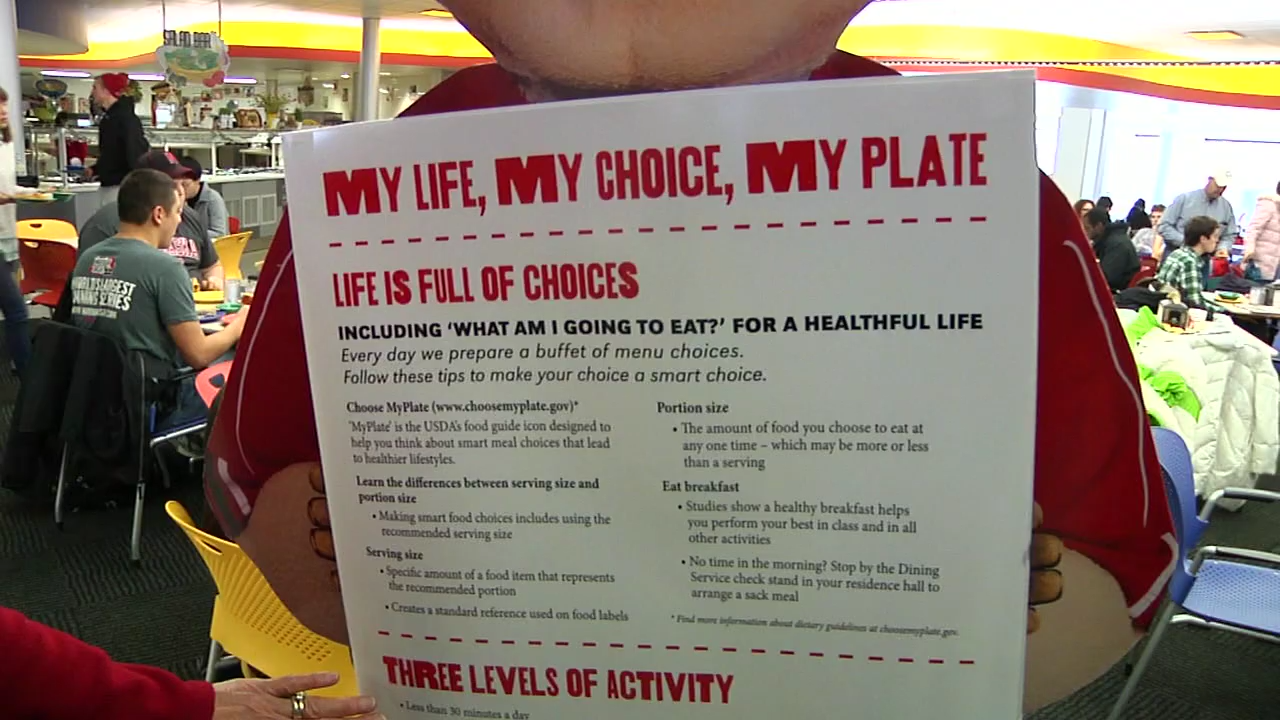 SALAD BAR
WORLD'S LARGEST
RUNNING SERIES
MY LIFE, MY CHOICE, MY PLATE
LIFE IS FULL OF CHOICES
INCLUDING 'WHAT AM I GOING TO EAT?' FOR A HEALTHFUL LIFE
Every day we prepare a buffet of menu choices.
Follow these tips to make your choice a smart choice.
Choose MyPlate (www.choosemyplate.gov)*
'MyPlate' is the USDA's food guide icon designed to
help you think about smart meal choices that lead
to healthier lifestyles.
Learn the differences between serving size and
portion size
• Making smart food choices includes using the
recommended serving size
Serving size
• Specific amount of a food item that represents
the recommended portion
• Creates a standard reference used on food labels
Portion size
• The amount of food you choose to eat at
any one time – which may be more or less
than a serving
Eat breakfast
• Studies show a healthy breakfast helps
you perform your best in class and in all
other activities
• No time in the morning? Stop by the Dining
Service check stand in your residence hall to
arrange a sack meal
* Find more information about dietary guidelines at choosemyplate.gov.
THREE LEVELS OF ACTIVITY
• Less than 30 minutes a day